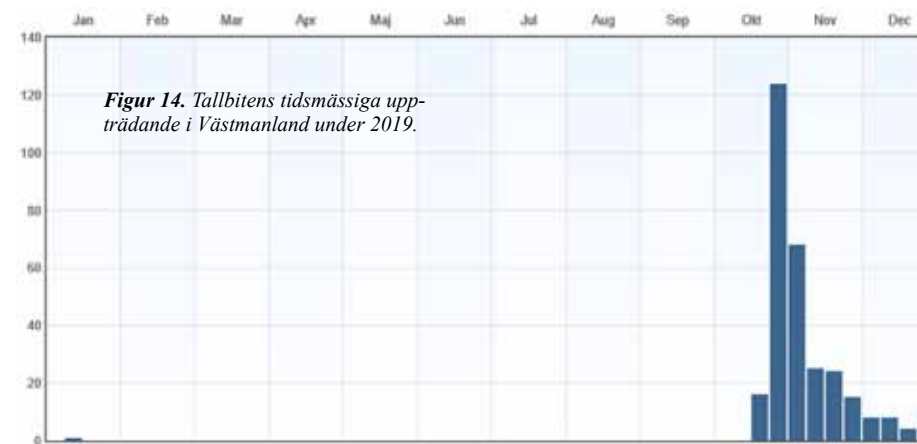 Jan Feb Mar Apr Maj Jun Jul Aug Sep Okt Nov Dec
140
Figur 14. Tallbitens tidsmässiga upp-
120
trädande i Västmanland under 2019.
100
80
60
40
20
0